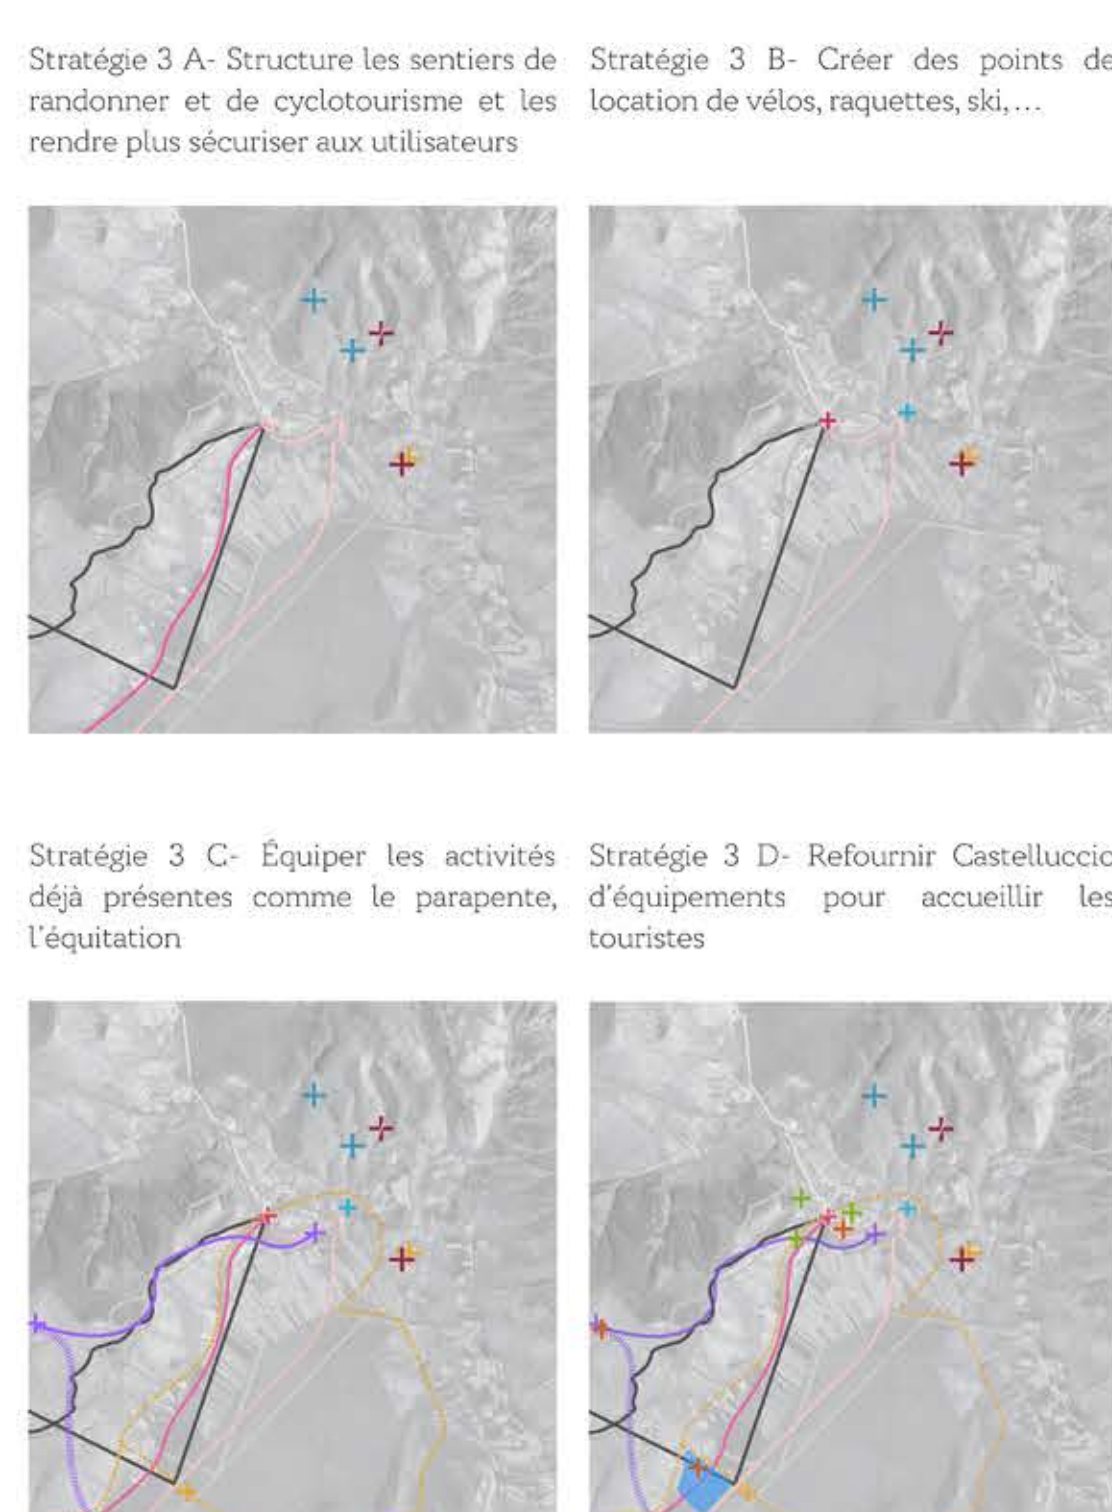 Stratégie 3 A- Structure les sentiers de
randonner et de cyclotourisme et les
rendre plus sécuriser aux utilisateurs
Stratégie 3 B- Créer des points de
location de vélos, raquettes, ski,...
Stratégie 3 C- Équiper les activités
déjà présentes comme le parapente,
l'équitation
Stratégie 3 D- Refournir Castelluccio
d'équipements pour accueillir les
touristes